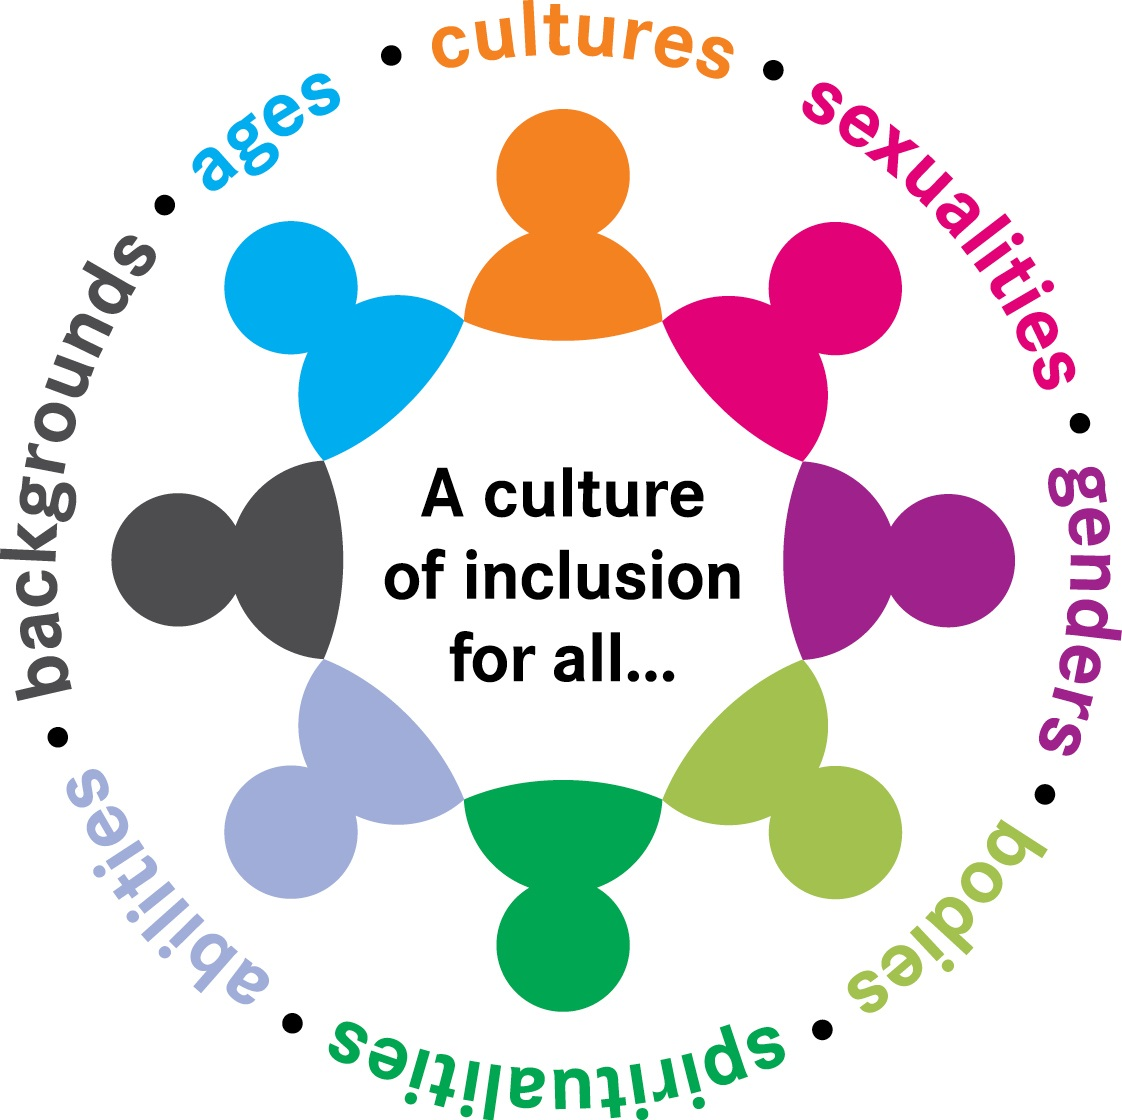 cultures • sexualities • genders • bodies • spiritualities • abilities • backgrounds • ages •
A culture
of inclusion
for all...